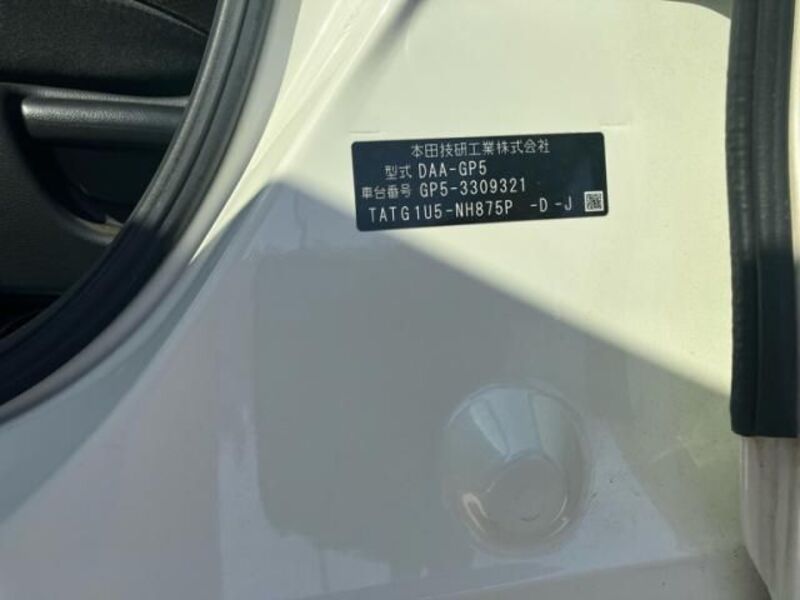 本田技研工業株式会社
型式 DAA-GP5
車台番号 GP5-3309321
TATG1U5-NH875P -D-J